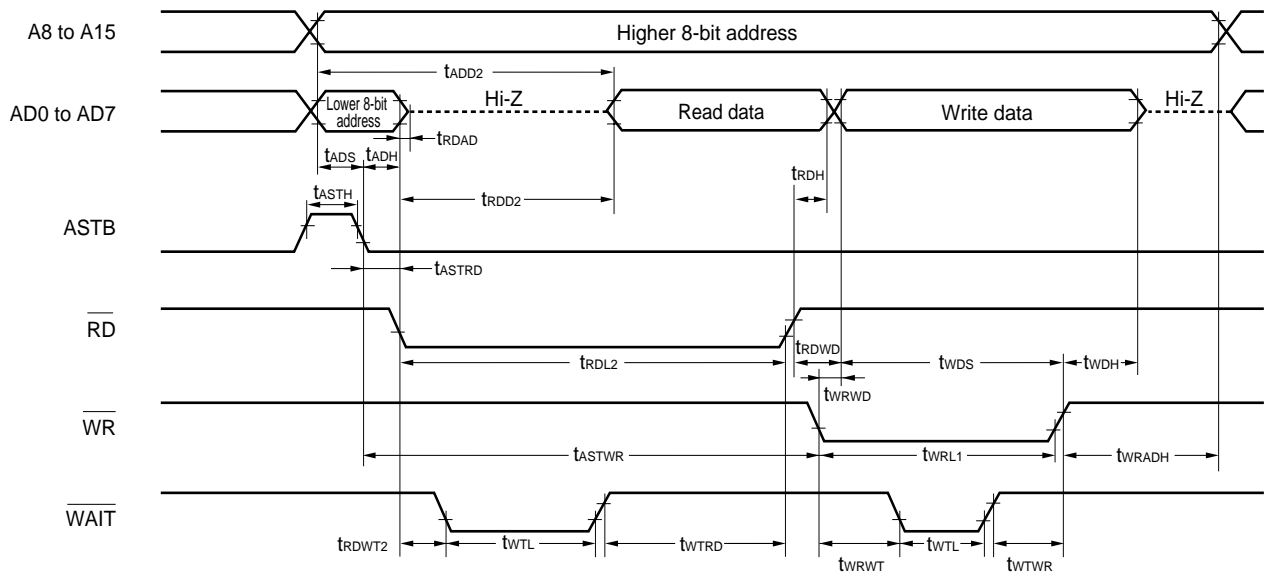 A8 to A15
Higher 8-bit address
tADD2
AD0 to AD7
Lower 8-bit
address
Hi-Z
Read data
Write data
Hi-Z
tRDAD
tADS
tADH
tRDH
tASTH
tRDD2
ASTB
tASTRD
RD
tRDL2
tRDWD
tWDS
tWDH
tWRWD
WR
tASTWR
tWRL1
tWRADH
WAIT
tRDWT2
tWTL
tWTRD
tWRWT
tWTL
tWTWR